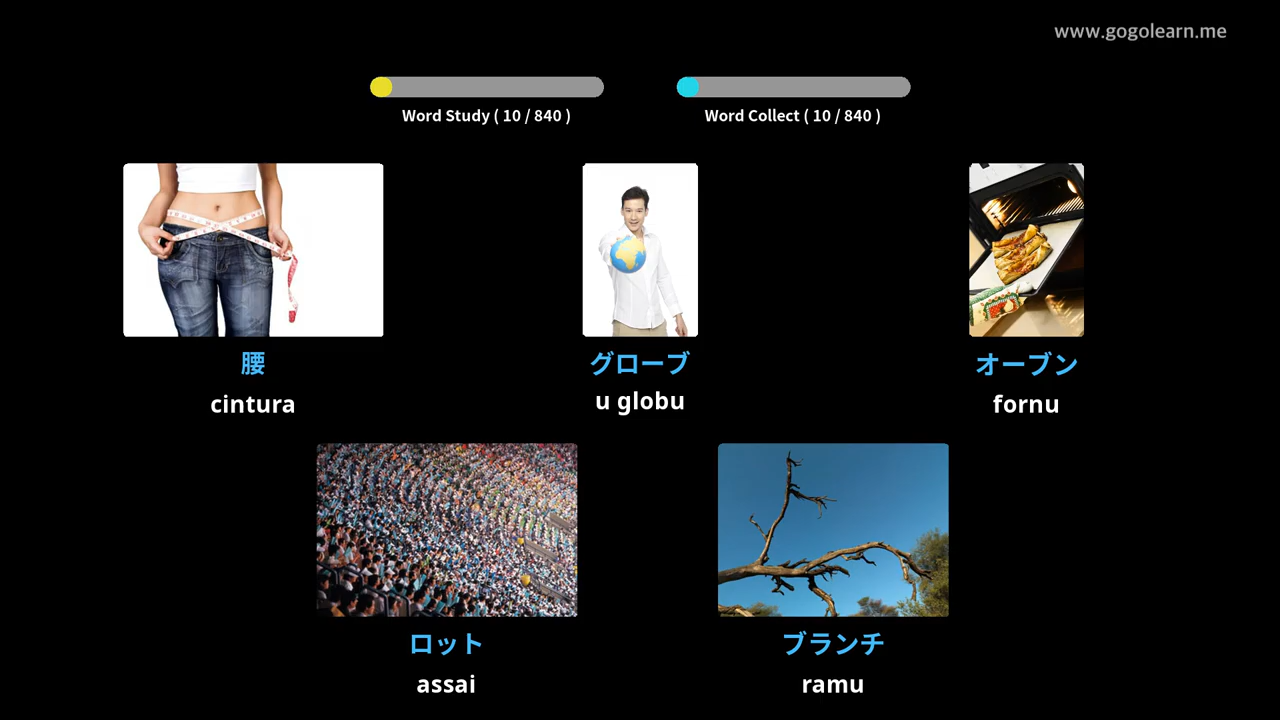 www.gogolearn.me
Word Study ( 10 / 840 )
Word Collect ( 10 / 840 )
腰
cintura
グローブ
u globu
オーブン
fornu
ロット
assai
ブランチ
ramu